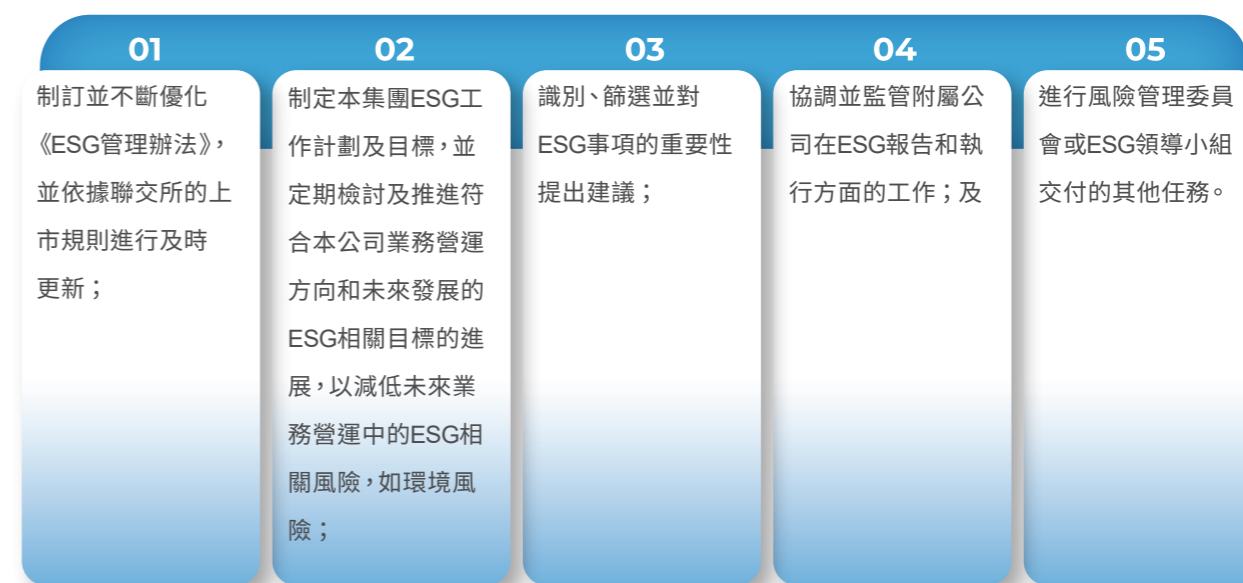 01
制訂並不斷優化
《ESG管理辦法》,
並依據聯交所的上
市規則進行及時
更新;
02
制定本集團ESG工
作計劃及目標,並
定期檢討及推進符
合本公司業務營運
方向和未來發展的
ESG相關目標的進
展,以減低未來業
務營運中的ESG相
關風險,如環境風
險;
03
識別、篩選並對
ESG事項的重要性
提出建議;
04
協調並監管附屬公
司在ESG報告和執
行方面的工作;及
05
進行風險管理委員
會或ESG領導小組
交付的其他任務。